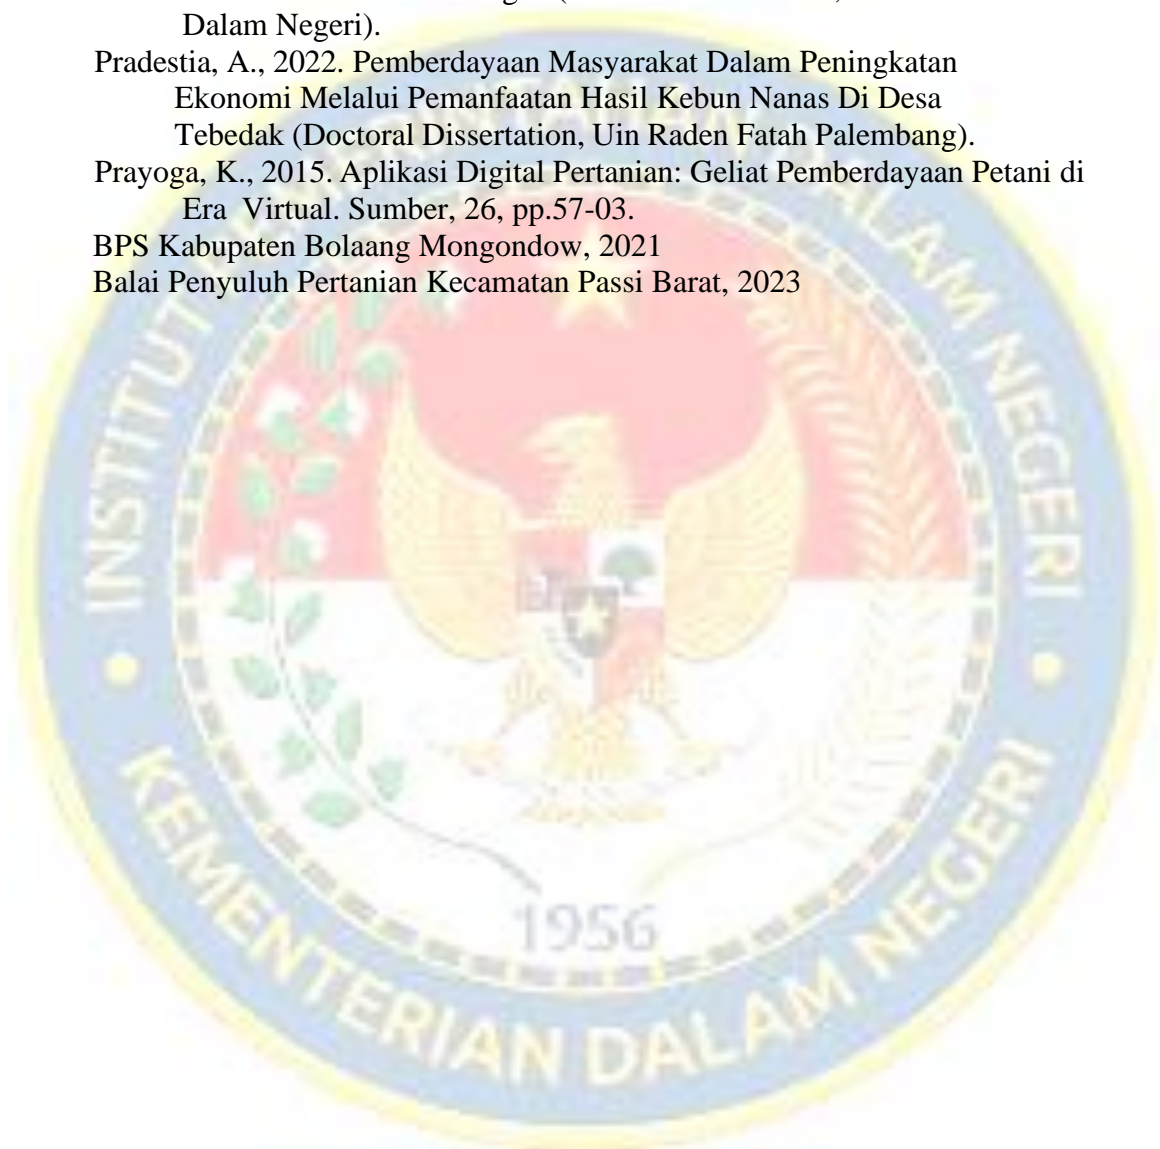 Dalam Negeri).
Pradestia, A., 2022. Pemberdayaan Masyarakat Dalam Peningkatan
Ekonomi Melalui Pemanfaatan Hasil Kebun Nanas Di Desa
Tebedak (Doctoral Dissertation, Uin Raden Fatah Palembang).
Prayoga, K., 2015. Aplikasi Digital Pertanian: Geliat Pemberdayaan Petani di
Era Virtual. Sumber, 26, pp.57-03.
BPS Kabupaten Bolaang Mongondow, 2021
Balai Penyuluh Pertanian Kecamatan Passi Barat, 2023
INSTITUT PEMERINTAHAN DALAM NEGERI
1956
KEMENTERIAN DALAM NEGERI